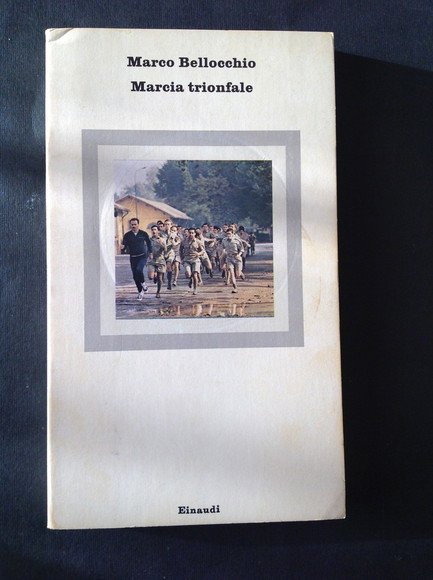 Marco Bellocchio
Marcia trionfale
Einaudi